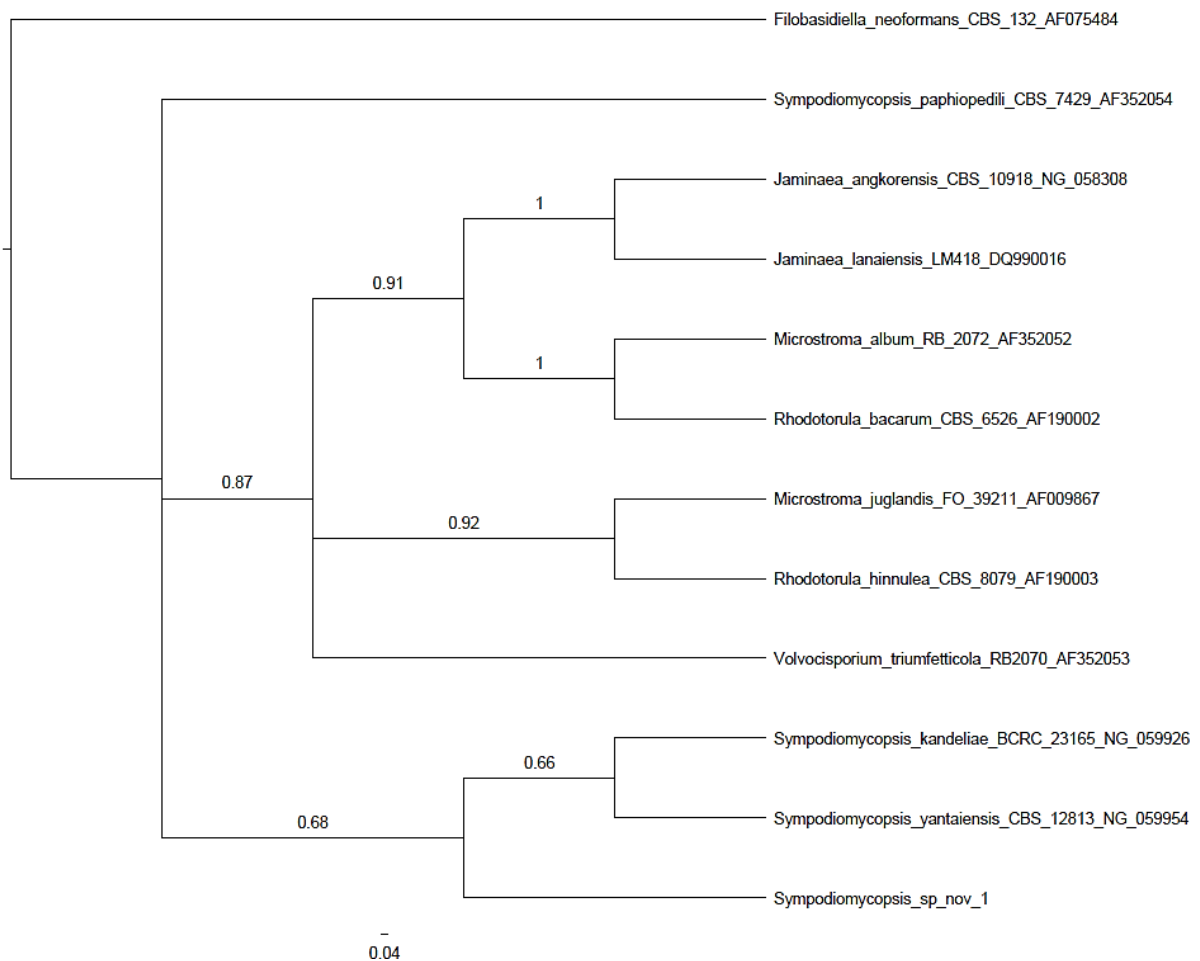 Filobasidiella_neoformans_CBS_132_AF075484
Sympodiomycopsis_paphiopedili_CBS_7429_AF352054
Jaminaea_angkorensis_CBS_10918_NG_058308
1
Jaminaea_lanaiensis_LM418_DQ990016
0.91
Microstroma_album_RB_2072_AF352052
1
Rhodotorula_bacarum_CBS_6526_AF190002
0.87
Microstroma_juglandis_FO_39211_AF009867
0.92
Rhodotorula_hinnulea_CBS_8079_AF190003
Volvocisporium_triumfetticola_RB2070_AF352053
Sympodiomycopsis_kandeliae_BCRC_23165_NG_059926
0.66
Sympodiomycopsis_yantaiensis_CBS_12813_NG_059954
0.68
Sympodiomycopsis_sp_nov_1
0.04